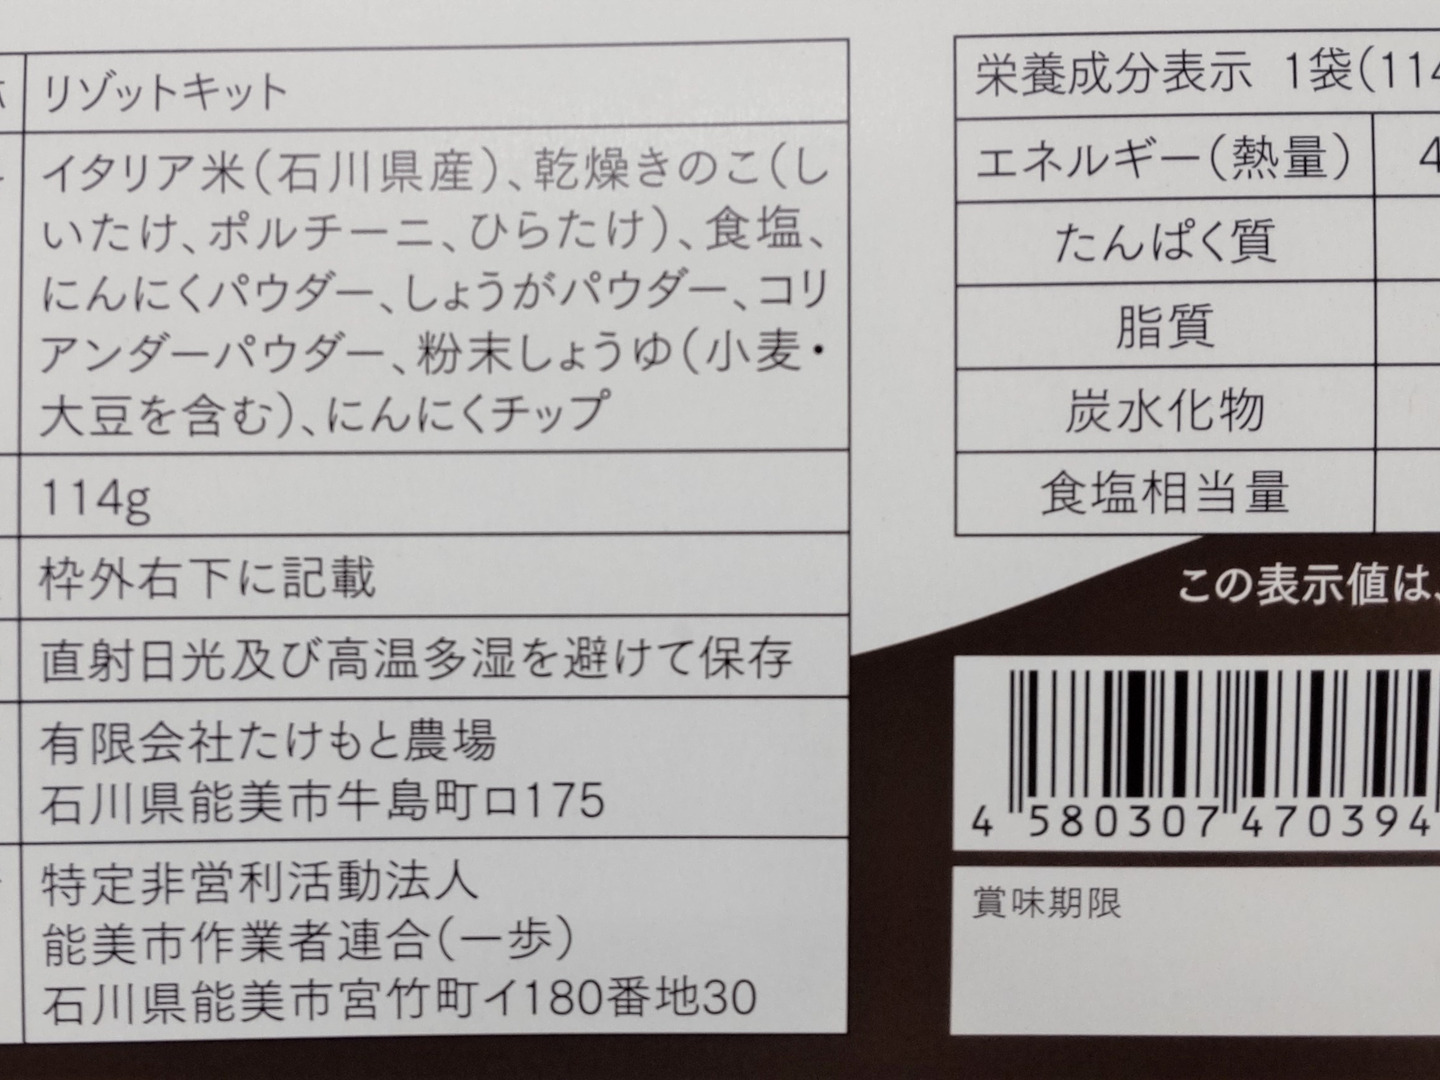 リゾットキット
イタリア米（石川県産）、乾燥きのこ（し
いたけ、ポルチーニ、ひらたけ）、食塩、
にんにくパウダー、しょうがパウダー、コリ
アンダーパウダー、粉末しょうゆ（小麦・
大豆を含む）、にんにくチップ
114g
枠外右下に記載
直射日光及び高温多湿を避けて保存
有限会社たけもと農場
石川県能美市牛島町ロ175
特定非営利活動法人
能美市作業者連合（一歩）
石川県能美市宮竹町イ180番地30
栄養成分表示 1袋（114
エネルギー（熱量） 4
たんぱく質
脂質
炭水化物
食塩相当量
この表示値は、
4 580307 470394
賞味期限